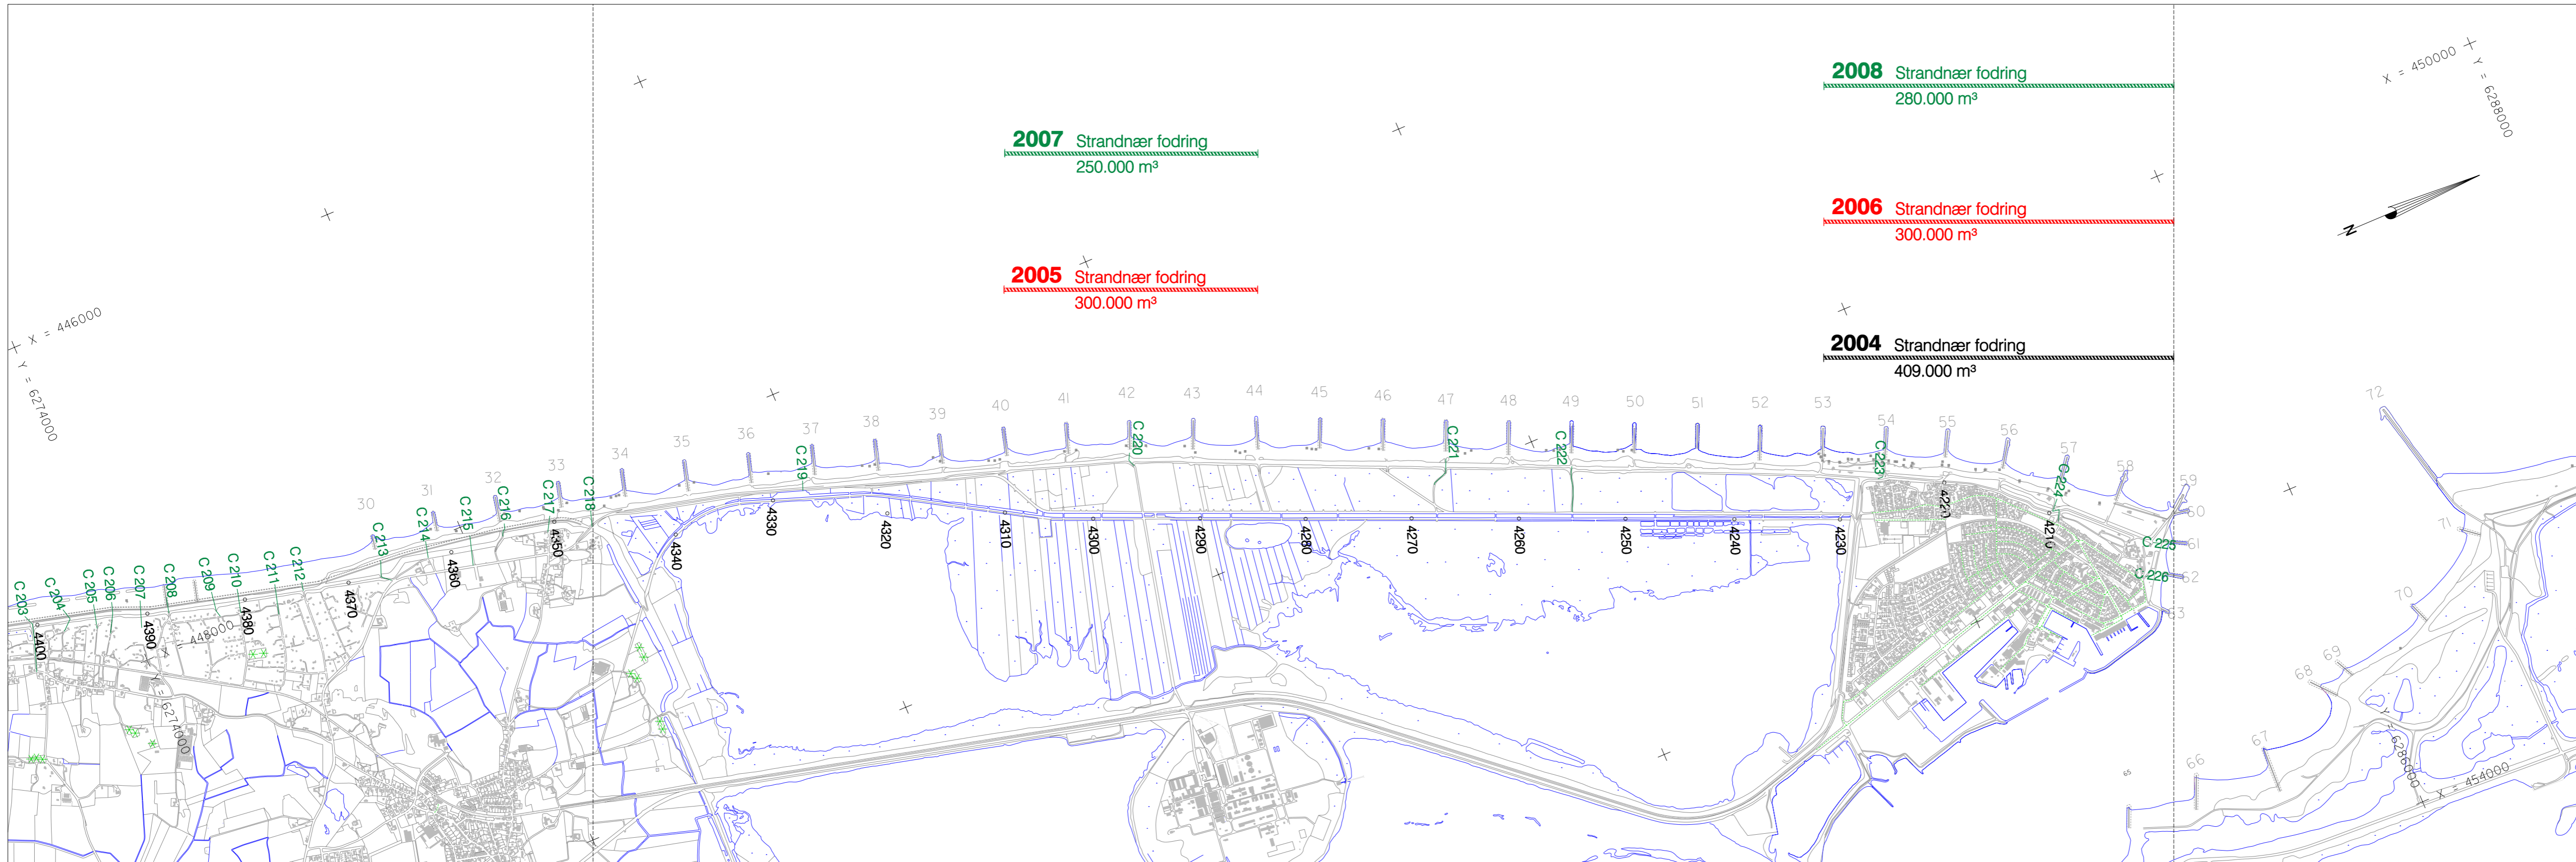 2008 Strandnær fodring
280.000 m³
X = 450000
Y = 6288000
2007 Strandnær fodring
250.000 m³
2006 Strandnær fodring
300.000 m³
N
2005 Strandnær fodring
300.000 m³
X = 446000
Y = 6274000
2004 Strandnær fodring
409.000 m³
30
31
32
33
34
35
36
37
38
39
40
41
42
43
44
45
46
47
48
49
50
51
52
53
54
55
56
57
58
59
60
61
62
63
65
66
67
68
69
70
71
72
C 203
C 204
C 205
C 206
C 207
C 208
C 209
C 210
C 211
C 212
C 213
C 214
C 215
C 216
C 217
C 218
C 219
C 220
C 221
C 222
C 223
C 224
C 225
C 226
4400
4390
4380
4370
4360
4350
4340
4330
4320
4310
4300
4290
4280
4270
4260
4250
4240
4230
4220
4210
X = 448000
Y = 6274000
Y = 6286000
X = 454000